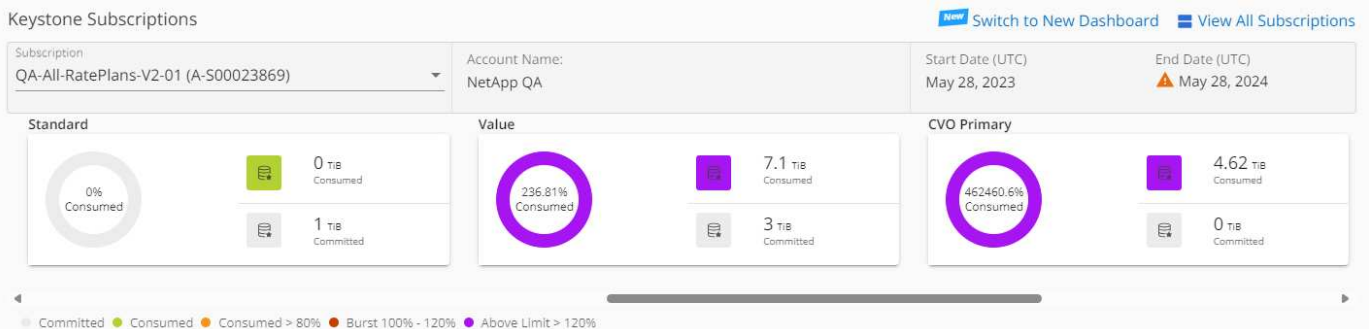 Keystone Subscriptions
New Switch to New Dashboard View All Subscriptions
Subscription
QA-All-RatePlans-V2-01 (A-S00023869)
Account Name:
NetApp QA
Start Date (UTC)
May 28, 2023
End Date (UTC)
May 28, 2024
Standard
0%
Consumed
0 TiB
Consumed
1 TiB
Committed
Value
236.81%
Consumed
7.1 TiB
Consumed
3 TiB
Committed
CVO Primary
462460.6%
Consumed
4.62 TiB
Consumed
0 TiB
Committed
Committed Consumed Consumed > 80% Burst 100% - 120% Above Limit > 120%